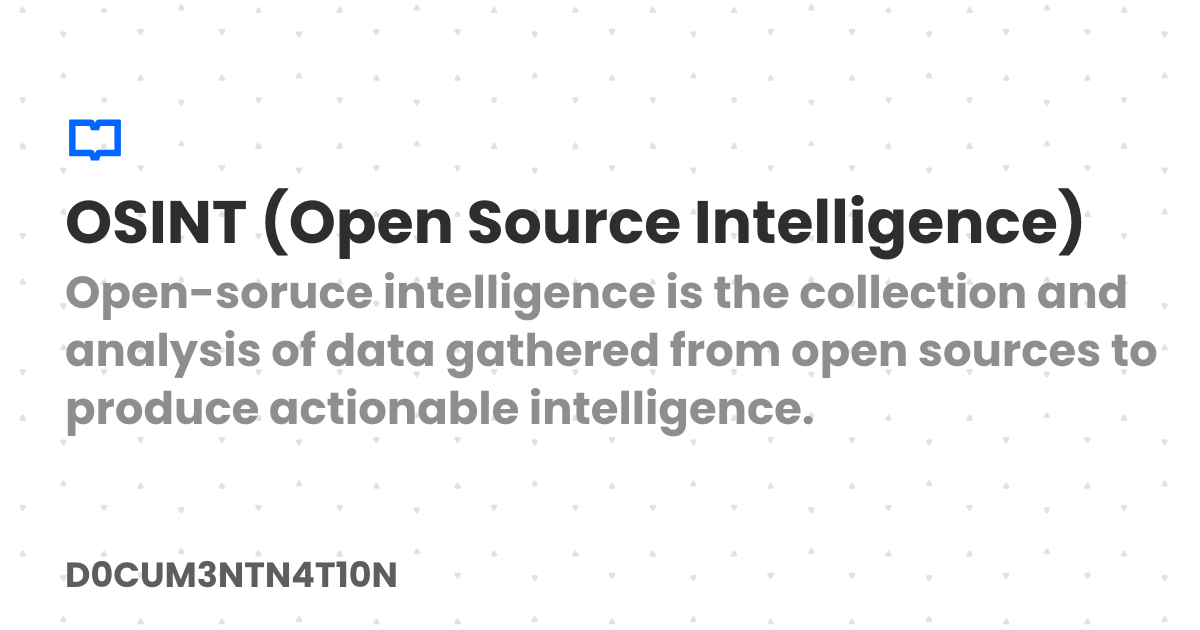 OSINT (Open Source Intelligence)
Open-soruce intelligence is the collection and
analysis of data gathered from open sources to
produce actionable intelligence.
D0CUM3NTN4T10N